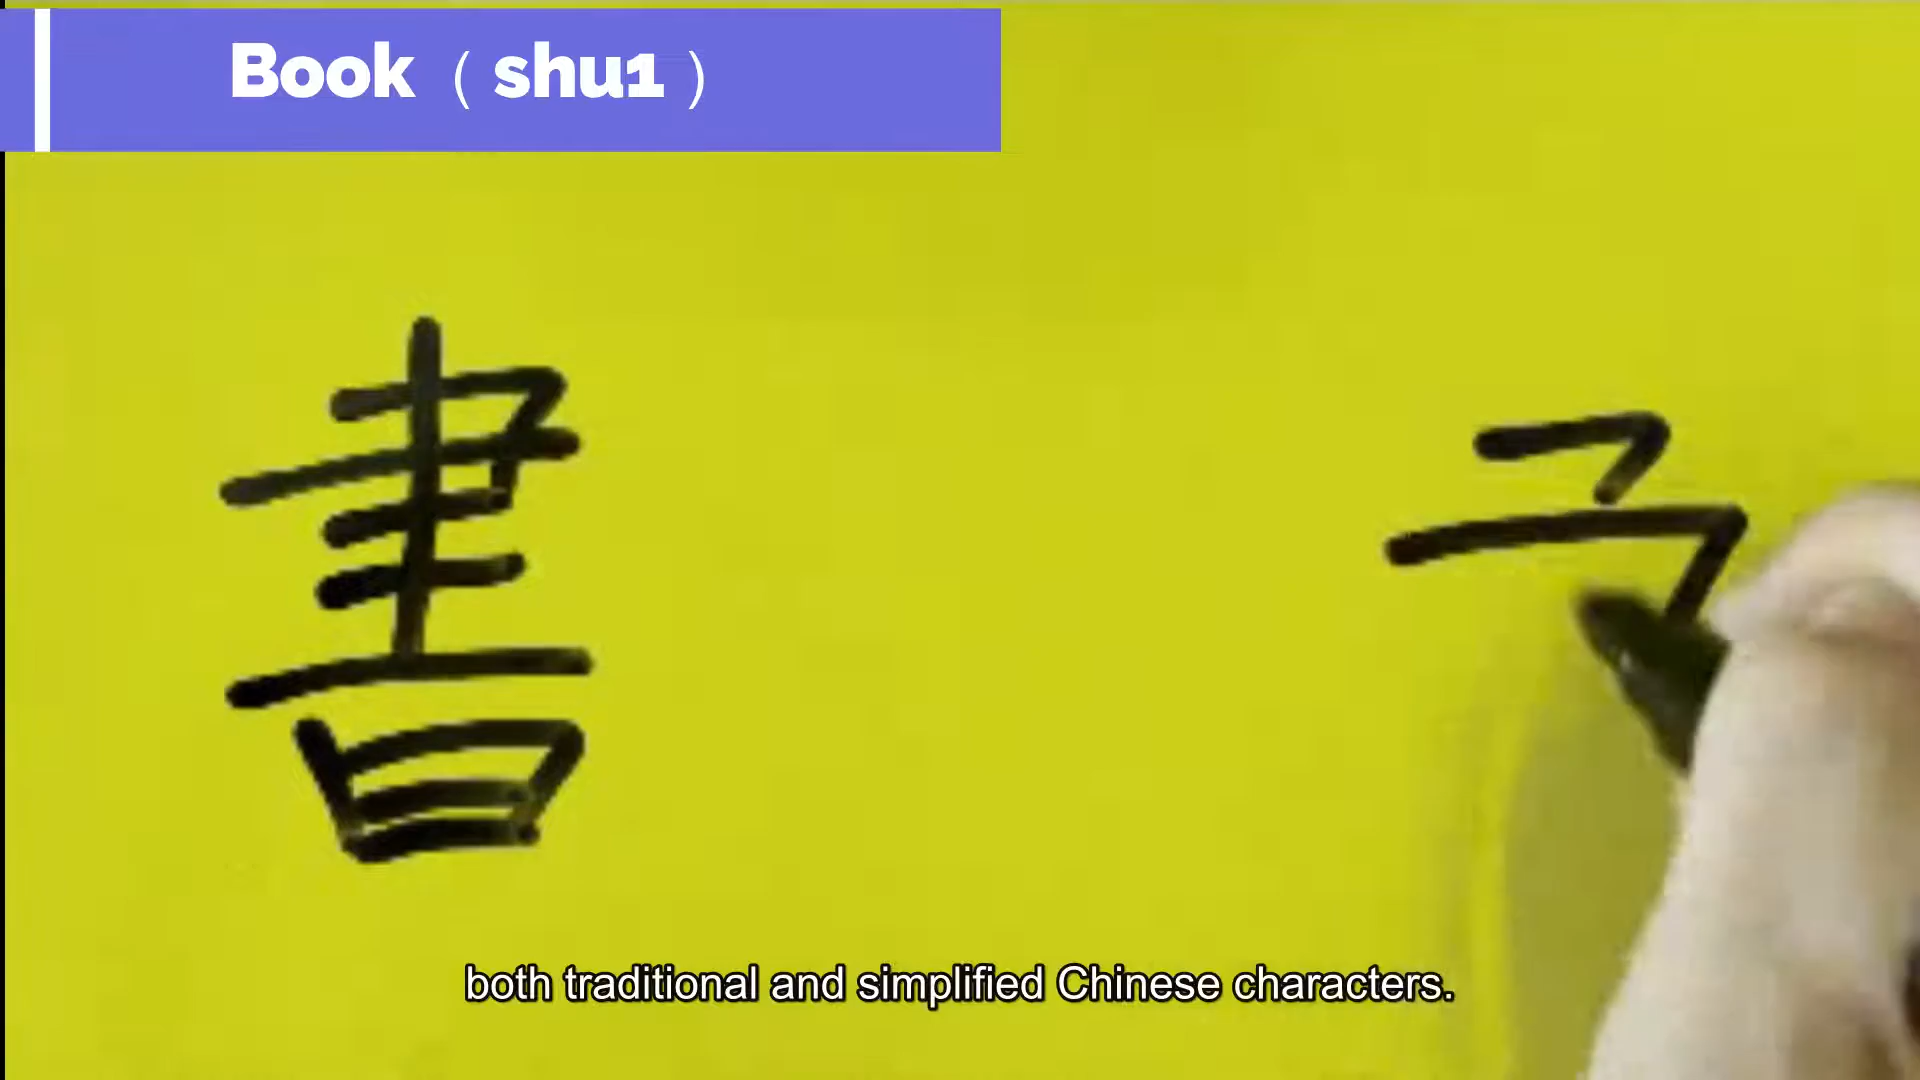 Book（shu1）
書
both traditional and simplified Chinese characters.